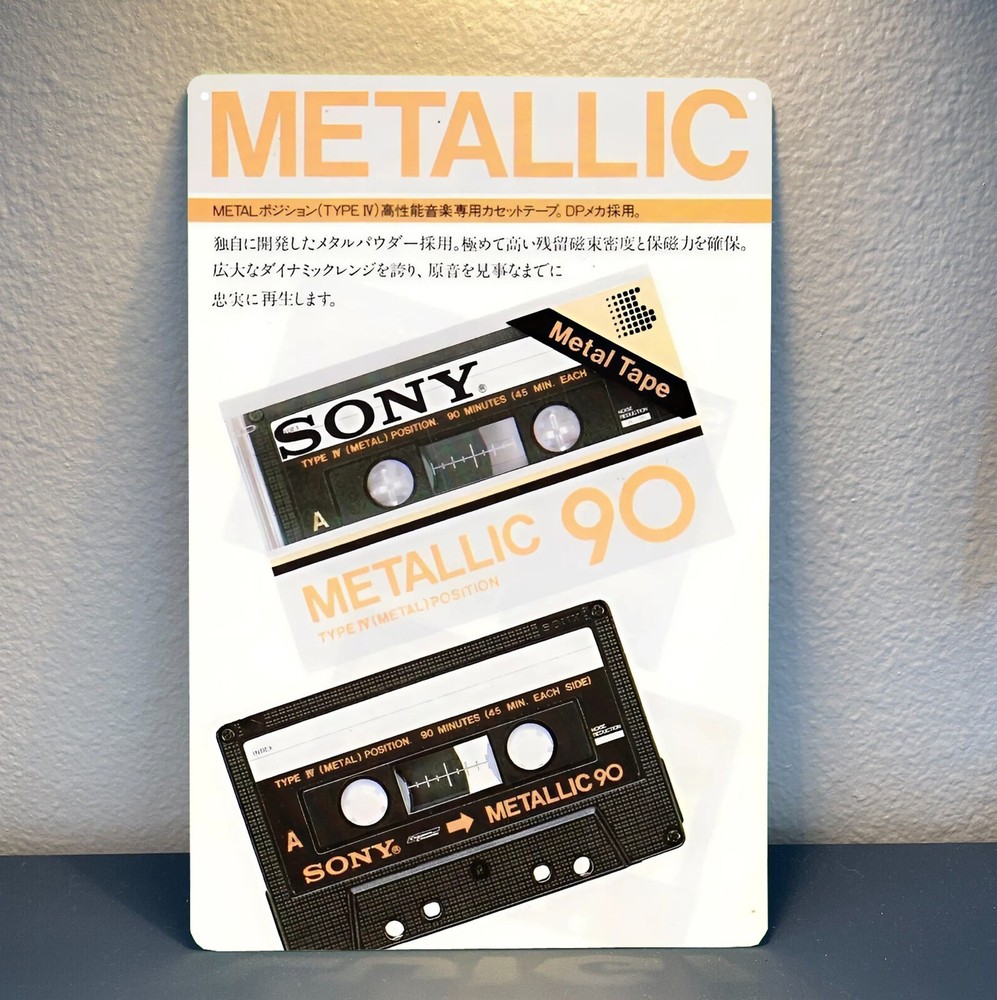 METALLIC
METALポジション(TYPE Ⅳ)高性能音楽専用カセットテープ。DPメカ採用。
独自に開発したメタルパウダー採用。極めて高い残留磁束密度と保磁力を確保。
広大なダイナミックレンジを誇り、原音を見事なまでに
忠実に再生します。
Metal Tape
SONY®
TYPE Ⅳ (METAL) POSITION. 90 MINUTES (45 MIN. EACH
NOISE REDUCTION
A
METALLIC 90
TYPE Ⅳ (METAL) POSITION
SONY
TYPE Ⅳ (METAL) POSITION. 90 MINUTES (45 MIN. EACH SIDE)
NOISE REDUCTION
A
METALLIC 90
SONY®